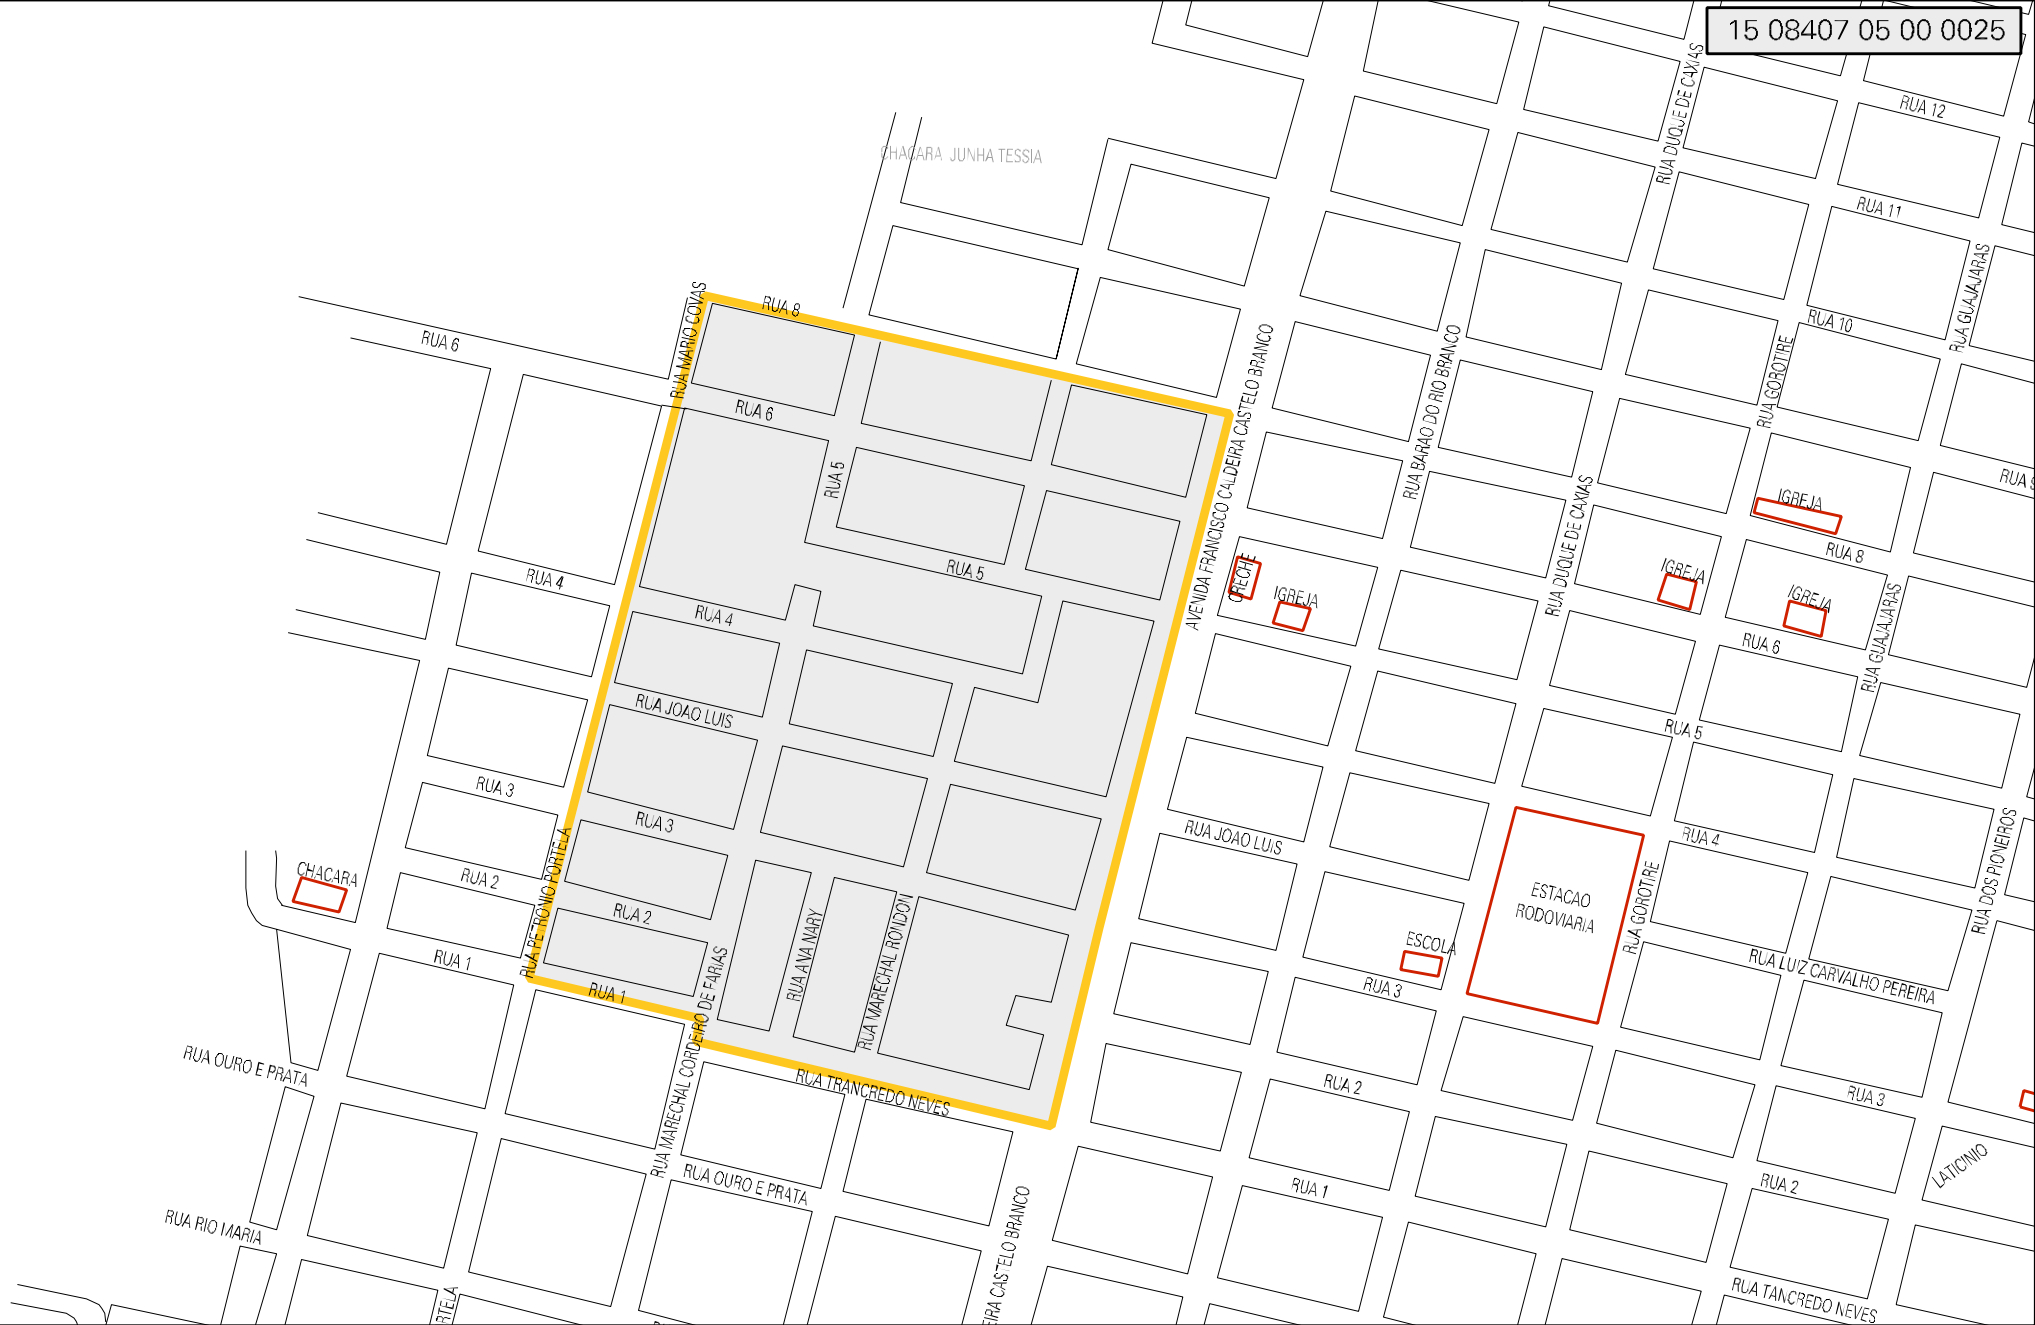 15 08407 05 00 0025
RUA DUQUE DE CAXIAS
RUA 12
CHACARA JUNHA TESSIA
RUA 11
RUA GUAJAJARAS
RUA MARIO COVAS
RUA 8
RUA 10
RUA 6
RUA GOROTIRE
AVENIDA FRANCISCO CALDEIRA CASTELO BRANCO
RUA BARAO DO RIO BRANCO
RUA 6
RUA 5
RUA 9
IGREJA
RUA DUQUE DE CAXIAS
RUA 8
RUA 5
IGREJA
CRECHE
RUA 4
IGREJA
IGREJA
RUA 4
RUA 6
RUA GUAJAJARAS
RUA JOAO LUIS
RUA 5
RUA 3
RUA 3
RUA JOAO LUIS
RUA 4
RUA DOS PIONEIROS
CHACARA
RUA 2
RUA PETRONIO PORTELA
RUA 2
ESTACAO
RODOVIARIA
RUA GOROTIRE
RUA ANA NARY
RUA MARECHAL RONDON
ESCOLA
RUA 1
RUA LUIZ CARVALHO PEREIRA
RUA 3
RUA 1
RUA MARECHAL CORDEIRO DE FARIAS
RUA OURO E PRATA
RUA TRANCREDO NEVES
RUA 2
RUA 3
LATICINIO
RUA OURO E PRATA
RUA 1
RUA 2
RUA RIO MARIA
EIRA CASTELO BRANCO
RTELA
RUA TANCREDO NEVES